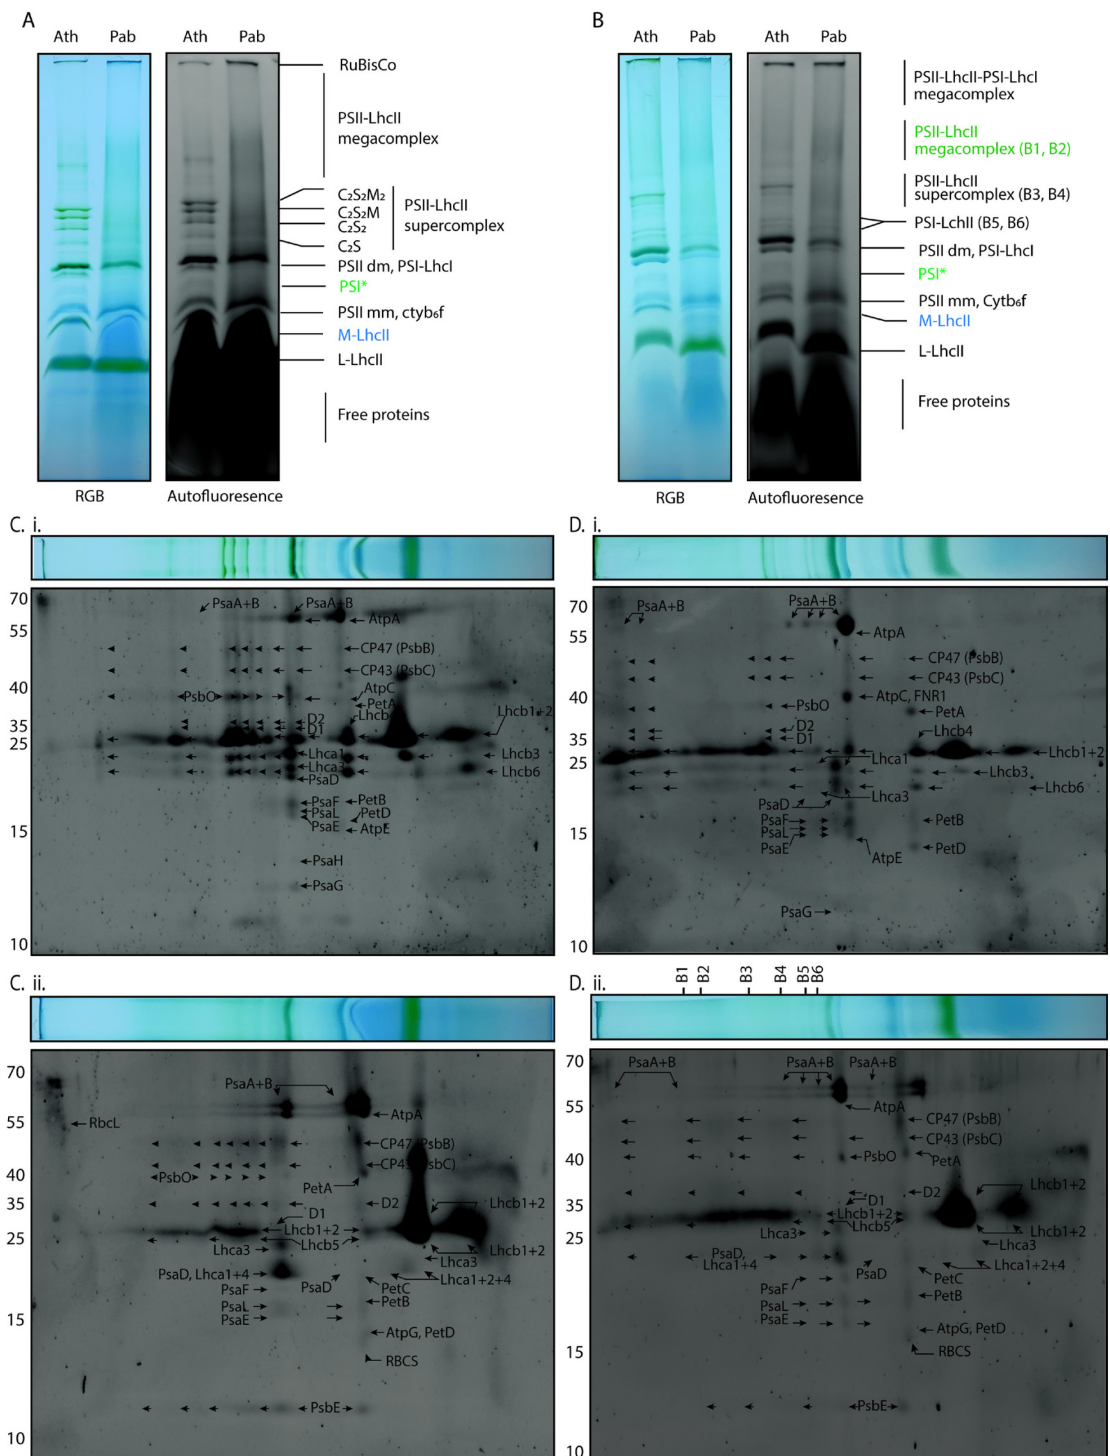 A
Ath Pab Ath Pab
RuBisCo
PSII-LhcII
megacomplex
C₂S₂M₂
C₂S₂M
C₂S₂
C₂S
PSII-LhcII
supercomplex
PSII dm, PSI-LhcI
PSI*
PSII mm, ctyb₆f
M-LhcII
L-LhcII
Free proteins
RGB Autofluoresence
B
Ath Pab Ath Pab
PSII-LhcII-PSI-LhcI
megacomplex
PSII-LhcII
megacomplex (B1, B2)
PSII-LhcII
supercomplex (B3, B4)
PSI-LchII (B5, B6)
PSII dm, PSI-LhcI
PSI*
PSII mm, Cytb₆f
M-LhcII
L-LhcII
Free proteins
RGB Autofluoresence
C. i.
70
55
40
35
25
15
10
PsaA+B PsaA+B
AtpA
CP47 (PsbB)
CP43 (PsbC)
PsbO
AtpC
PetA
D2
D1
Lhcb1+2
Lhca1
Lhcb3
Lhca3
Lhcb6
PsaD
PsaF PetB
PsaL PetD
PsaE AtpE
PsaH
PsaG
D. i.
70
55
40
35
25
15
10
PsaA+B PsaA+B
AtpA
CP47 (PsbB)
CP43 (PsbC)
AtpC, FNR1
PsbO
PetA
D2
D1
Lhcb4
Lhcb1+2
Lhca1
Lhcb3
Lhcb6
PsaD Lhca3
PsaF PetB
PsaL
PsaE PetD
AtpE
PsaG
C. ii.
70
55
40
35
25
15
10
PsaA+B
AtpA
RbcL
CP47 (PsbB)
CP43 (PsbC)
PsbO
PetA
D2
D1
Lhcb1+2
Lhcb1+2
Lhcb5
Lhcb1+2
Lhca3
Lhca3
PsaD, Lhca1+4
PsaD
Lhca1+2+4
PsaF PetC
PsaL PetB
PsaE
AtpG, PetD
RBCS
PsbE
D. ii.
B1 B2 B3 B4 B5 B6
70
55
40
35
25
15
10
PsaA+B PsaA+B PsaA+B
AtpA
CP47 (PsbB)
CP43 (PsbC)
PsbO
PetA
D2
D1
Lhcb1+2
Lhcb1+2
Lhcb5
Lhcb1+2
Lhca3
Lhca3
PsaD,
Lhca1+4
PsaD
Lhca1+2+4
PsaF PetC
PsaL PetB
PsaE
AtpG, PetD
RBCS
PsbE